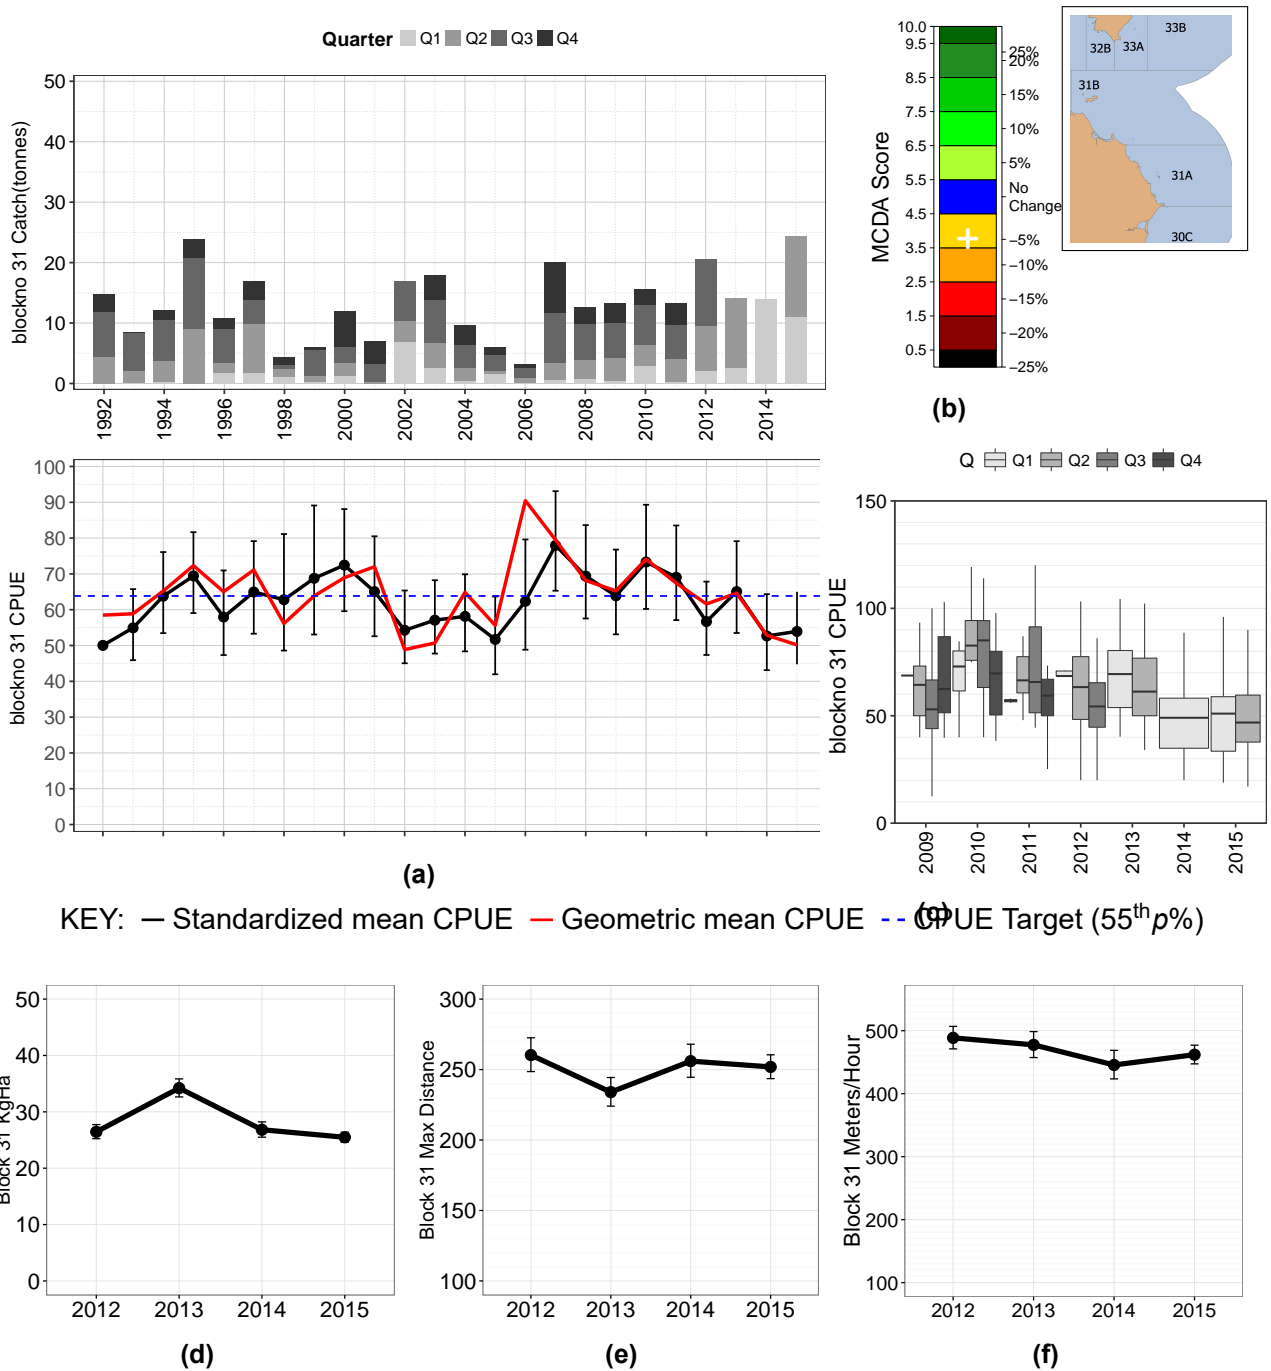 Quarter Q1 Q2 Q3 Q4
blockno 31 Catch(tonnes)
50
40
30
20
10
0
1992 1994 1996 1998 2000 2002 2004 2006 2008 2010 2012 2014
blockno 31 CPUE
100
90
80
70
60
50
40
30
20
10
0
(a)
MCDA Score
10.0
9.5
8.5
7.5
6.5
5.5
4.5
3.5
2.5
1.5
0.5
25%
20%
15%
10%
5%
No
Change
−5%
−10%
−15%
−20%
−25%
(b)
33B
32B 33A
31B
31A
30C
Q Q1 Q2 Q3 Q4
blockno 31 CPUE
150
100
50
0
2009 2010 2011 2012 2013 2014 2015
(c)
KEY: Standardized mean CPUE Geometric mean CPUE CPUE Target (55th p%)
Block 31 KgHa
50
40
30
20
10
0
2012 2013 2014 2015
(d)
Block 31 Max Distance
300
250
200
150
100
2012 2013 2014 2015
(e)
Block 31 Meters/Hour
500
400
300
200
100
2012 2013 2014 2015
(f)